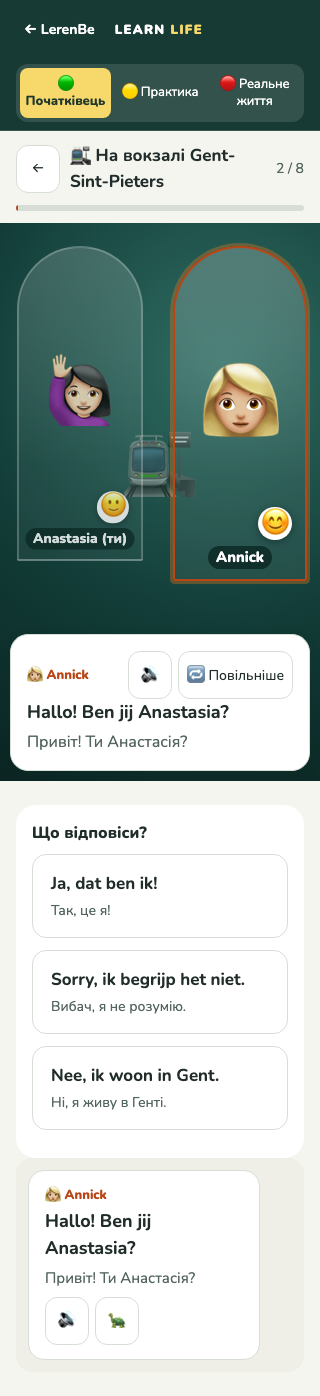 ← LerenBe LEARN LIFE
Початківець
Практика
Реальне
життя
←
На вокзалі Gent-
Sint-Pieters
2 / 8
Anastasia (ти)
Annick
Annick
Повільніше
Hallo! Ben jij Anastasia?
Привіт! Ти Анастасія?
Що відповіси?
Ja, dat ben ik!
Так, це я!
Sorry, ik begrijp het niet.
Вибач, я не розумію.
Nee, ik woon in Gent.
Ні, я живу в Генті.
Annick
Hallo! Ben jij
Anastasia?
Привіт! Ти Анастасія?